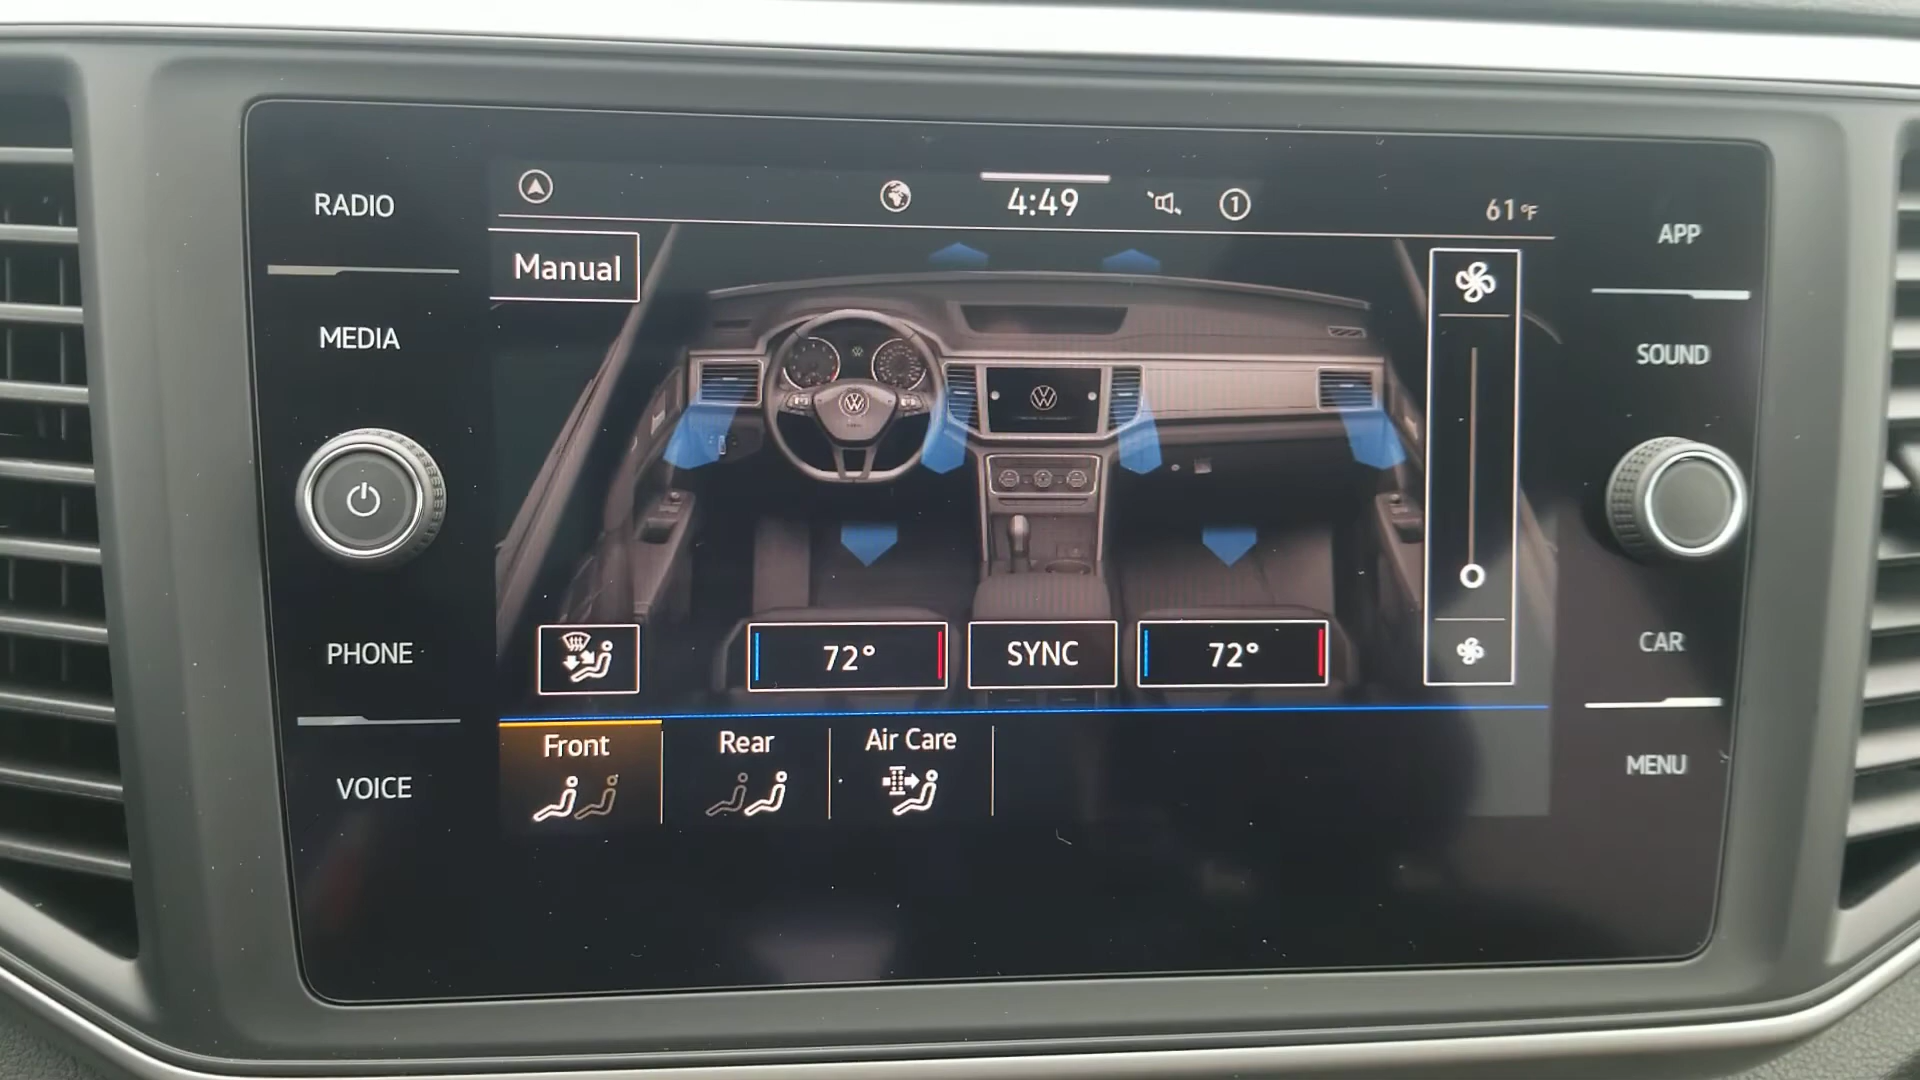 RADIO
MEDIA
PHONE
VOICE
4:49
1
61°F
Manual
72°
SYNC
72°
Front
Rear
Air Care
APP
SOUND
CAR
MENU